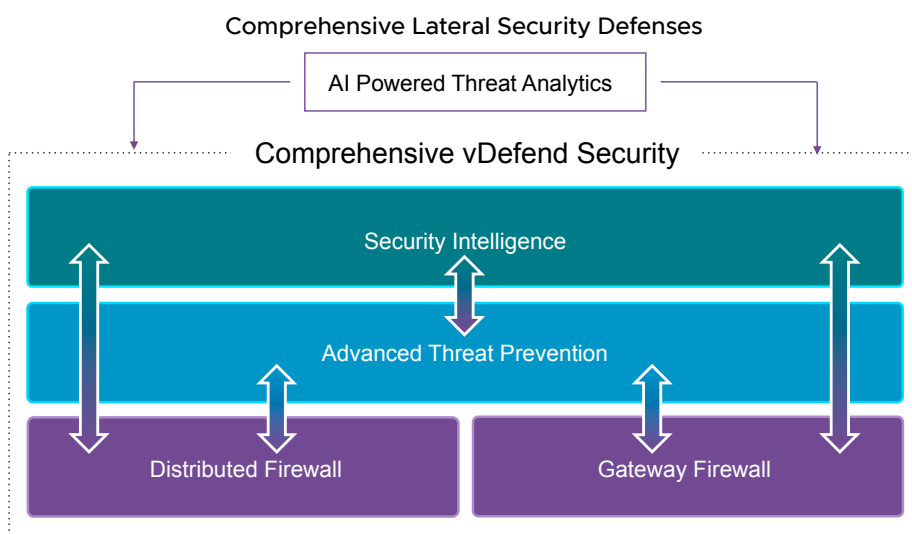 Comprehensive Lateral Security Defenses
AI Powered Threat Analytics
Comprehensive vDefend Security
Security Intelligence
Advanced Threat Prevention
Distributed Firewall
Gateway Firewall